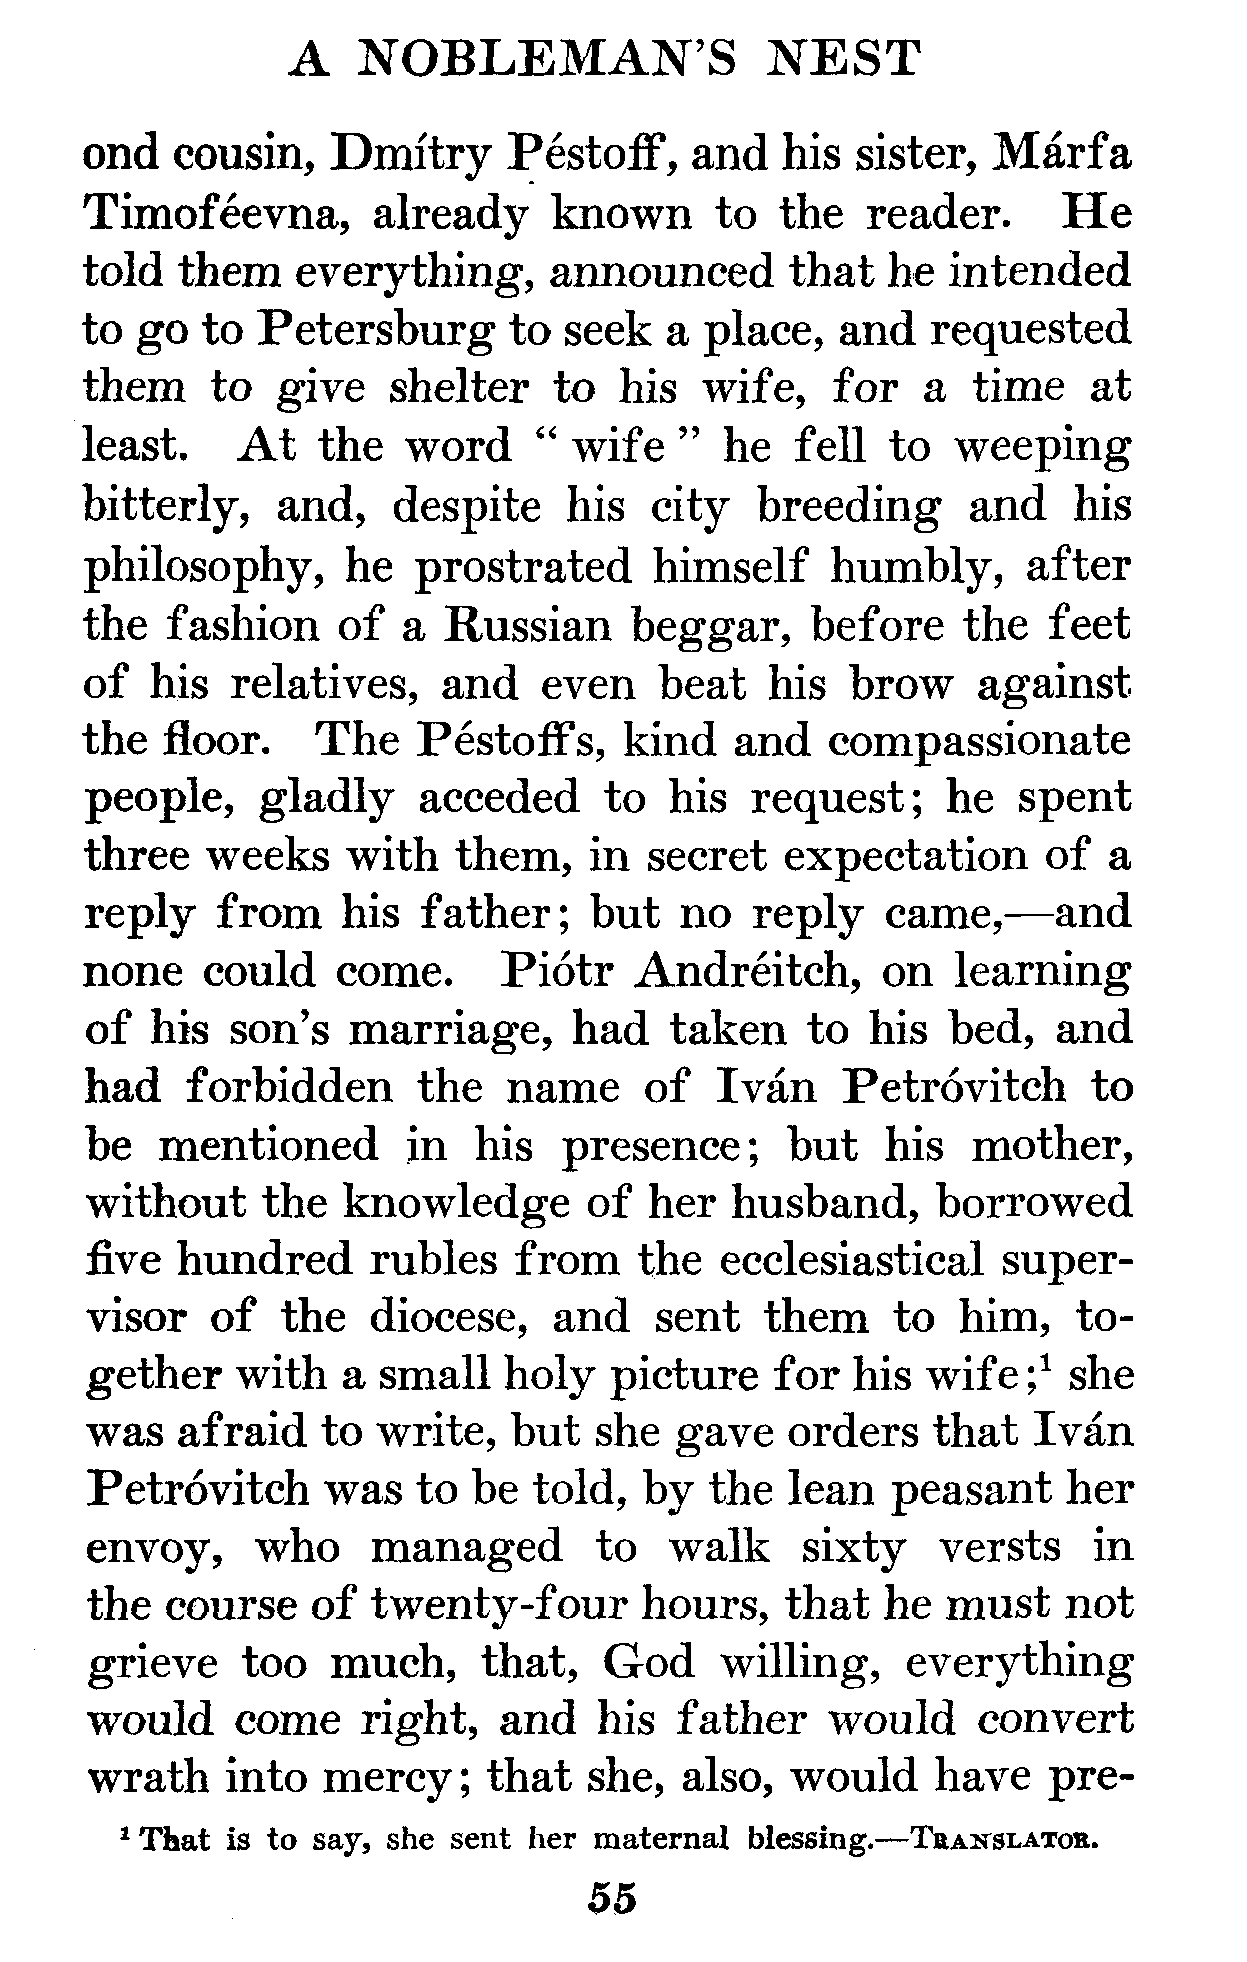 A NOBLEMAN'S NEST
ond cousin, Dmítry Péstoff, and his sister, Márfa
Timoféevna, already known to the reader. He
told them everything, announced that he intended
to go to Petersburg to seek a place, and requested
them to give shelter to his wife, for a time at
least. At the word “ wife ” he fell to weeping
bitterly, and, despite his city breeding and his
philosophy, he prostrated himself humbly, after
the fashion of a Russian beggar, before the feet
of his relatives, and even beat his brow against
the floor. The Péstoffs, kind and compassionate
people, gladly acceded to his request; he spent
three weeks with them, in secret expectation of a
reply from his father; but no reply came,—and
none could come. Piótr Andréitch, on learning
of his son's marriage, had taken to his bed, and
had forbidden the name of Iván Petróvitch to
be mentioned in his presence; but his mother,
without the knowledge of her husband, borrowed
five hundred rubles from the ecclesiastical super-
visor of the diocese, and sent them to him, to-
gether with a small holy picture for his wife;¹ she
was afraid to write, but she gave orders that Iván
Petróvitch was to be told, by the lean peasant her
envoy, who managed to walk sixty versts in
the course of twenty-four hours, that he must not
grieve too much, that, God willing, everything
would come right, and his father would convert
wrath into mercy; that she, also, would have pre-
¹ That is to say, she sent her maternal blessing.—TRANSLATOR.
55